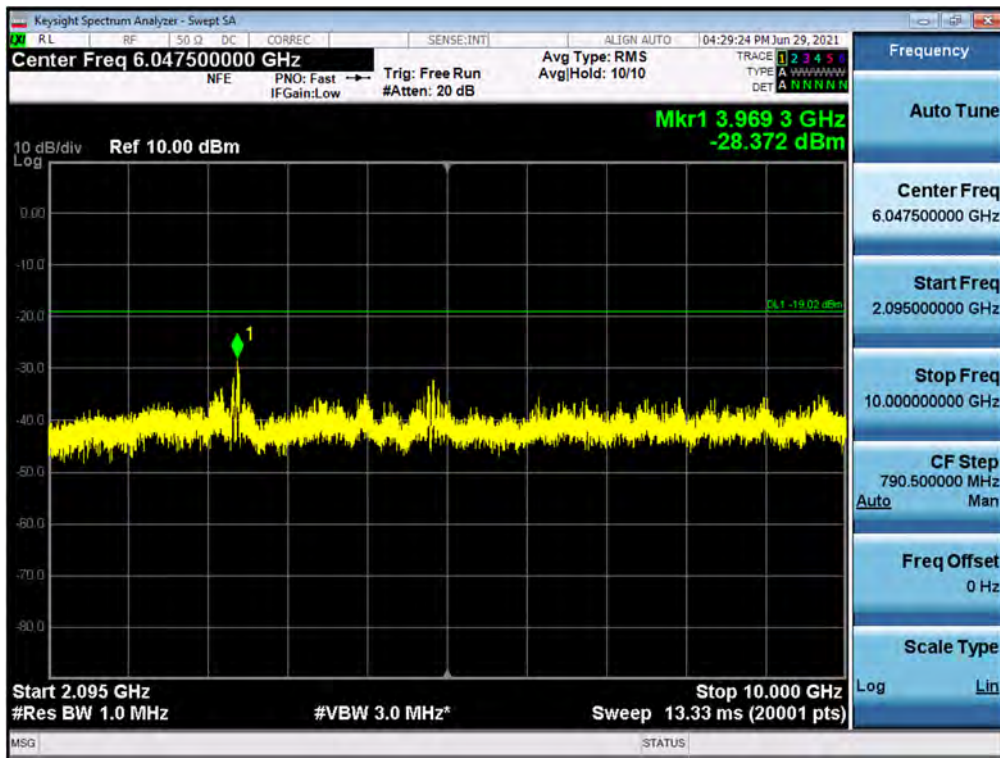 Keysight Spectrum Analyzer - Swept SA
LXI RL RF 50 Ω DC CORREC SENSE:INT ALIGN AUTO 04:29:24 PM Jun 29, 2021
Center Freq 6.047500000 GHz
NFE PNO: Fast Trig: Free Run Avg Type: RMS TRACE 1 2 3 4 5 6
IFGain:Low #Atten: 20 dB Avg|Hold: 10/10 TYPE A WWWWW
DET A N N N N N
Mkr1 3.969 3 GHz
-28.372 dBm
10 dB/div Ref 10.00 dBm
Log
0.00
-10.0
DL1 -19.02 dBm
-20.0
1
-30.0
-40.0
-50.0
-60.0
-70.0
-80.0
Start 2.095 GHz Stop 10.000 GHz
#Res BW 1.0 MHz #VBW 3.0 MHz* Sweep 13.33 ms (20001 pts)
MSG STATUS
Frequency
Auto Tune
Center Freq
6.047500000 GHz
Start Freq
2.095000000 GHz
Stop Freq
10.000000000 GHz
CF Step
790.500000 MHz
Auto Man
Freq Offset
0 Hz
Scale Type
Log Lin